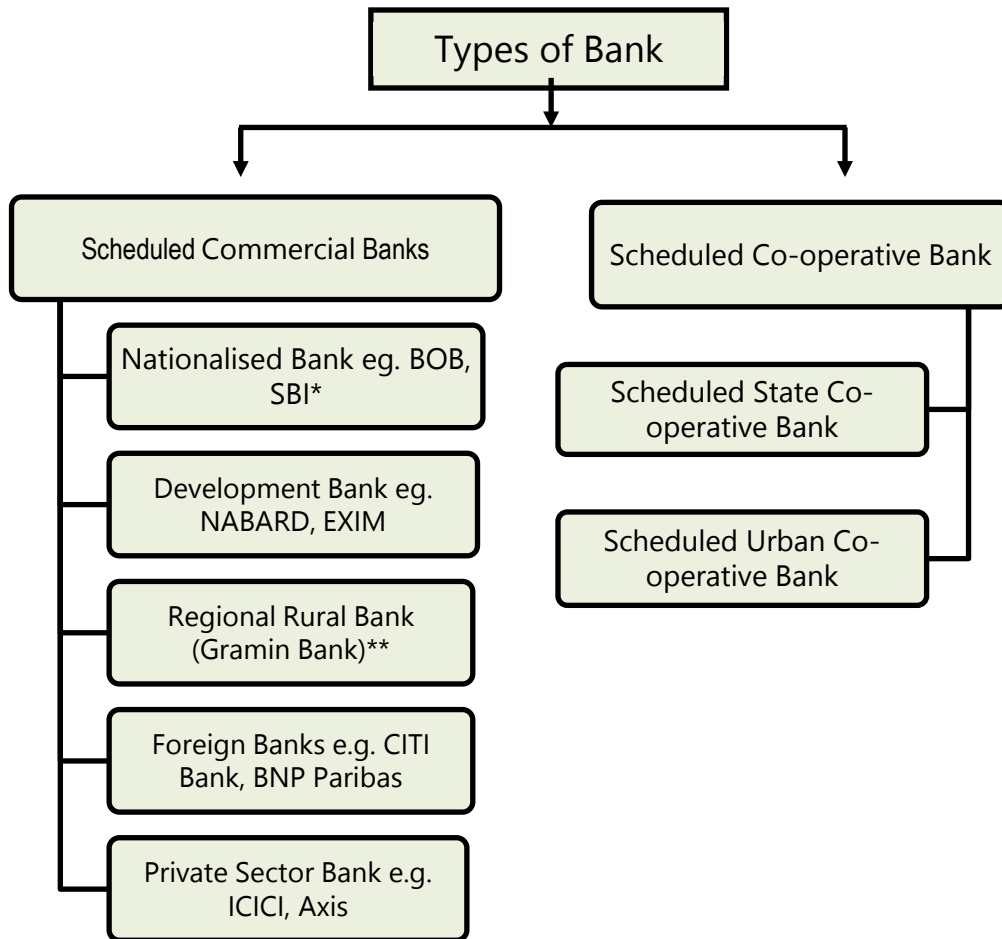 Types of Bank
Scheduled Commercial Banks
Nationalised Bank eg. BOB,
SBI*
Development Bank eg.
NABARD, EXIM
Regional Rural Bank
(Gramin Bank)**
Foreign Banks e.g. CITI
Bank, BNP Paribas
Private Sector Bank e.g.
ICICI, Axis
Scheduled Co-operative Bank
Scheduled State Co-
operative Bank
Scheduled Urban Co-
operative Bank